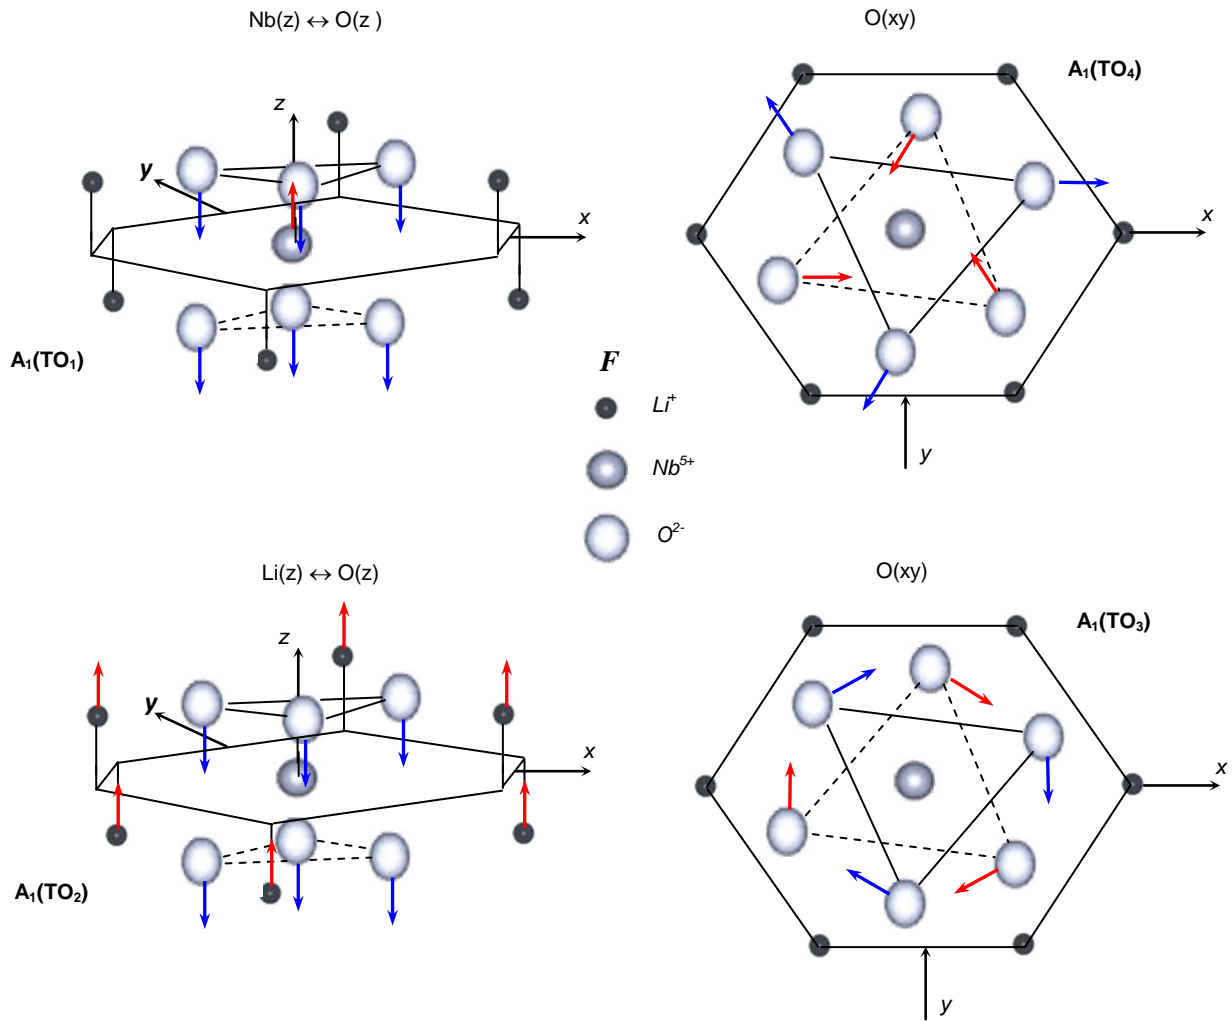 Nb(z) ↔ O(z )
O(xy)
A₁(TO₄)
z
y
x
x
A₁(TO₁)
F
Li⁺
y
Nb⁵⁺
O²⁻
Li(z) ↔ O(z)
O(xy)
A₁(TO₃)
z
y
x
x
A₁(TO₂)
y